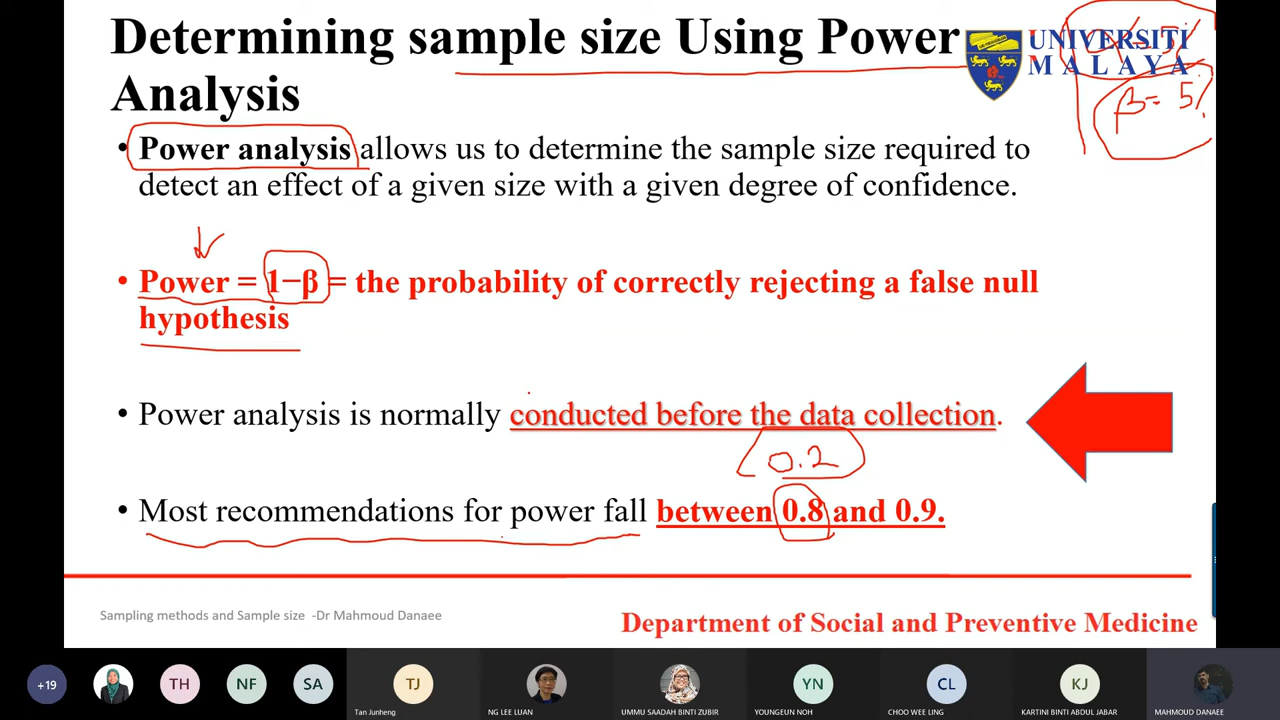 Determining sample size Using Power
Analysis
UNIVERSITI
MALAYA
5%
β= 5%
• Power analysis allows us to determine the sample size required to
detect an effect of a given size with a given degree of confidence.
• Power = 1−β = the probability of correctly rejecting a false null
hypothesis
• Power analysis is normally conducted before the data collection.
0.2
• Most recommendations for power fall between 0.8 and 0.9.
Sampling methods and Sample size -Dr Mahmoud Danaee
Department of Social and Preventive Medicine
+19
TH
NF
SA
TJ
YN
CL
KJ
Tan Junheng
NG LEE LUAN
UMMU SAADAH BINTI ZUBIR
YOUNGEUN NOH
CHOO WEE LING
KARTINI BINTI ABDUL JABAR
MAHMOUD DANAEE